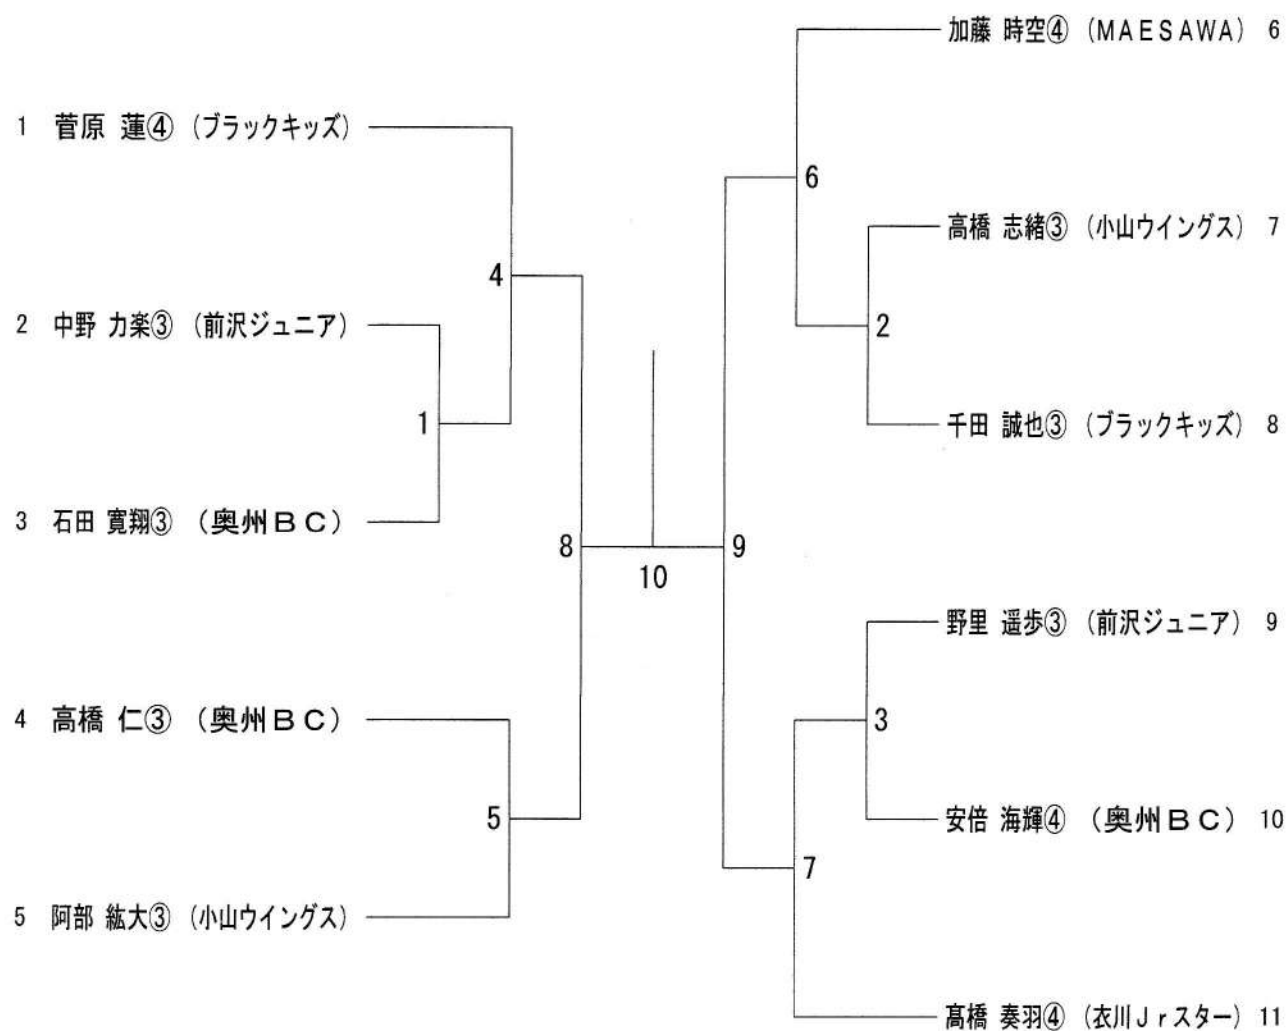 1 菅原 蓮④ (ブラックキッズ)
2 中野 力楽③ (前沢ジュニア)
3 石田 寛翔③ (奥州BC)
4 高橋 仁③ (奥州BC)
5 阿部 紘大③ (小山ウイングス)
4
1
8
5
10
加藤 時空④ (MAESAWA) 6
高橋 志緒③ (小山ウイングス) 7
千田 誠也③ (ブラックキッズ) 8
野里 遥歩③ (前沢ジュニア) 9
安倍 海輝④ (奥州BC) 10
髙橋 奏羽④ (衣川Jrスター) 11
6
2
9
3
7